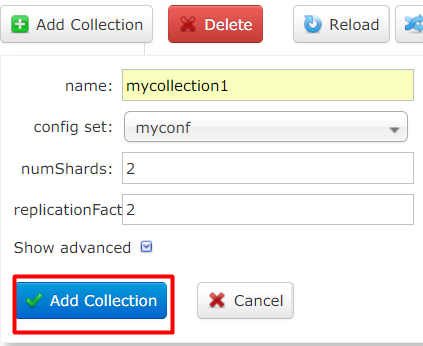 Add Collection Delete Reload
name: mycollection1
config set: myconf
numShards: 2
replicationFact 2
Show advanced
Add Collection Cancel